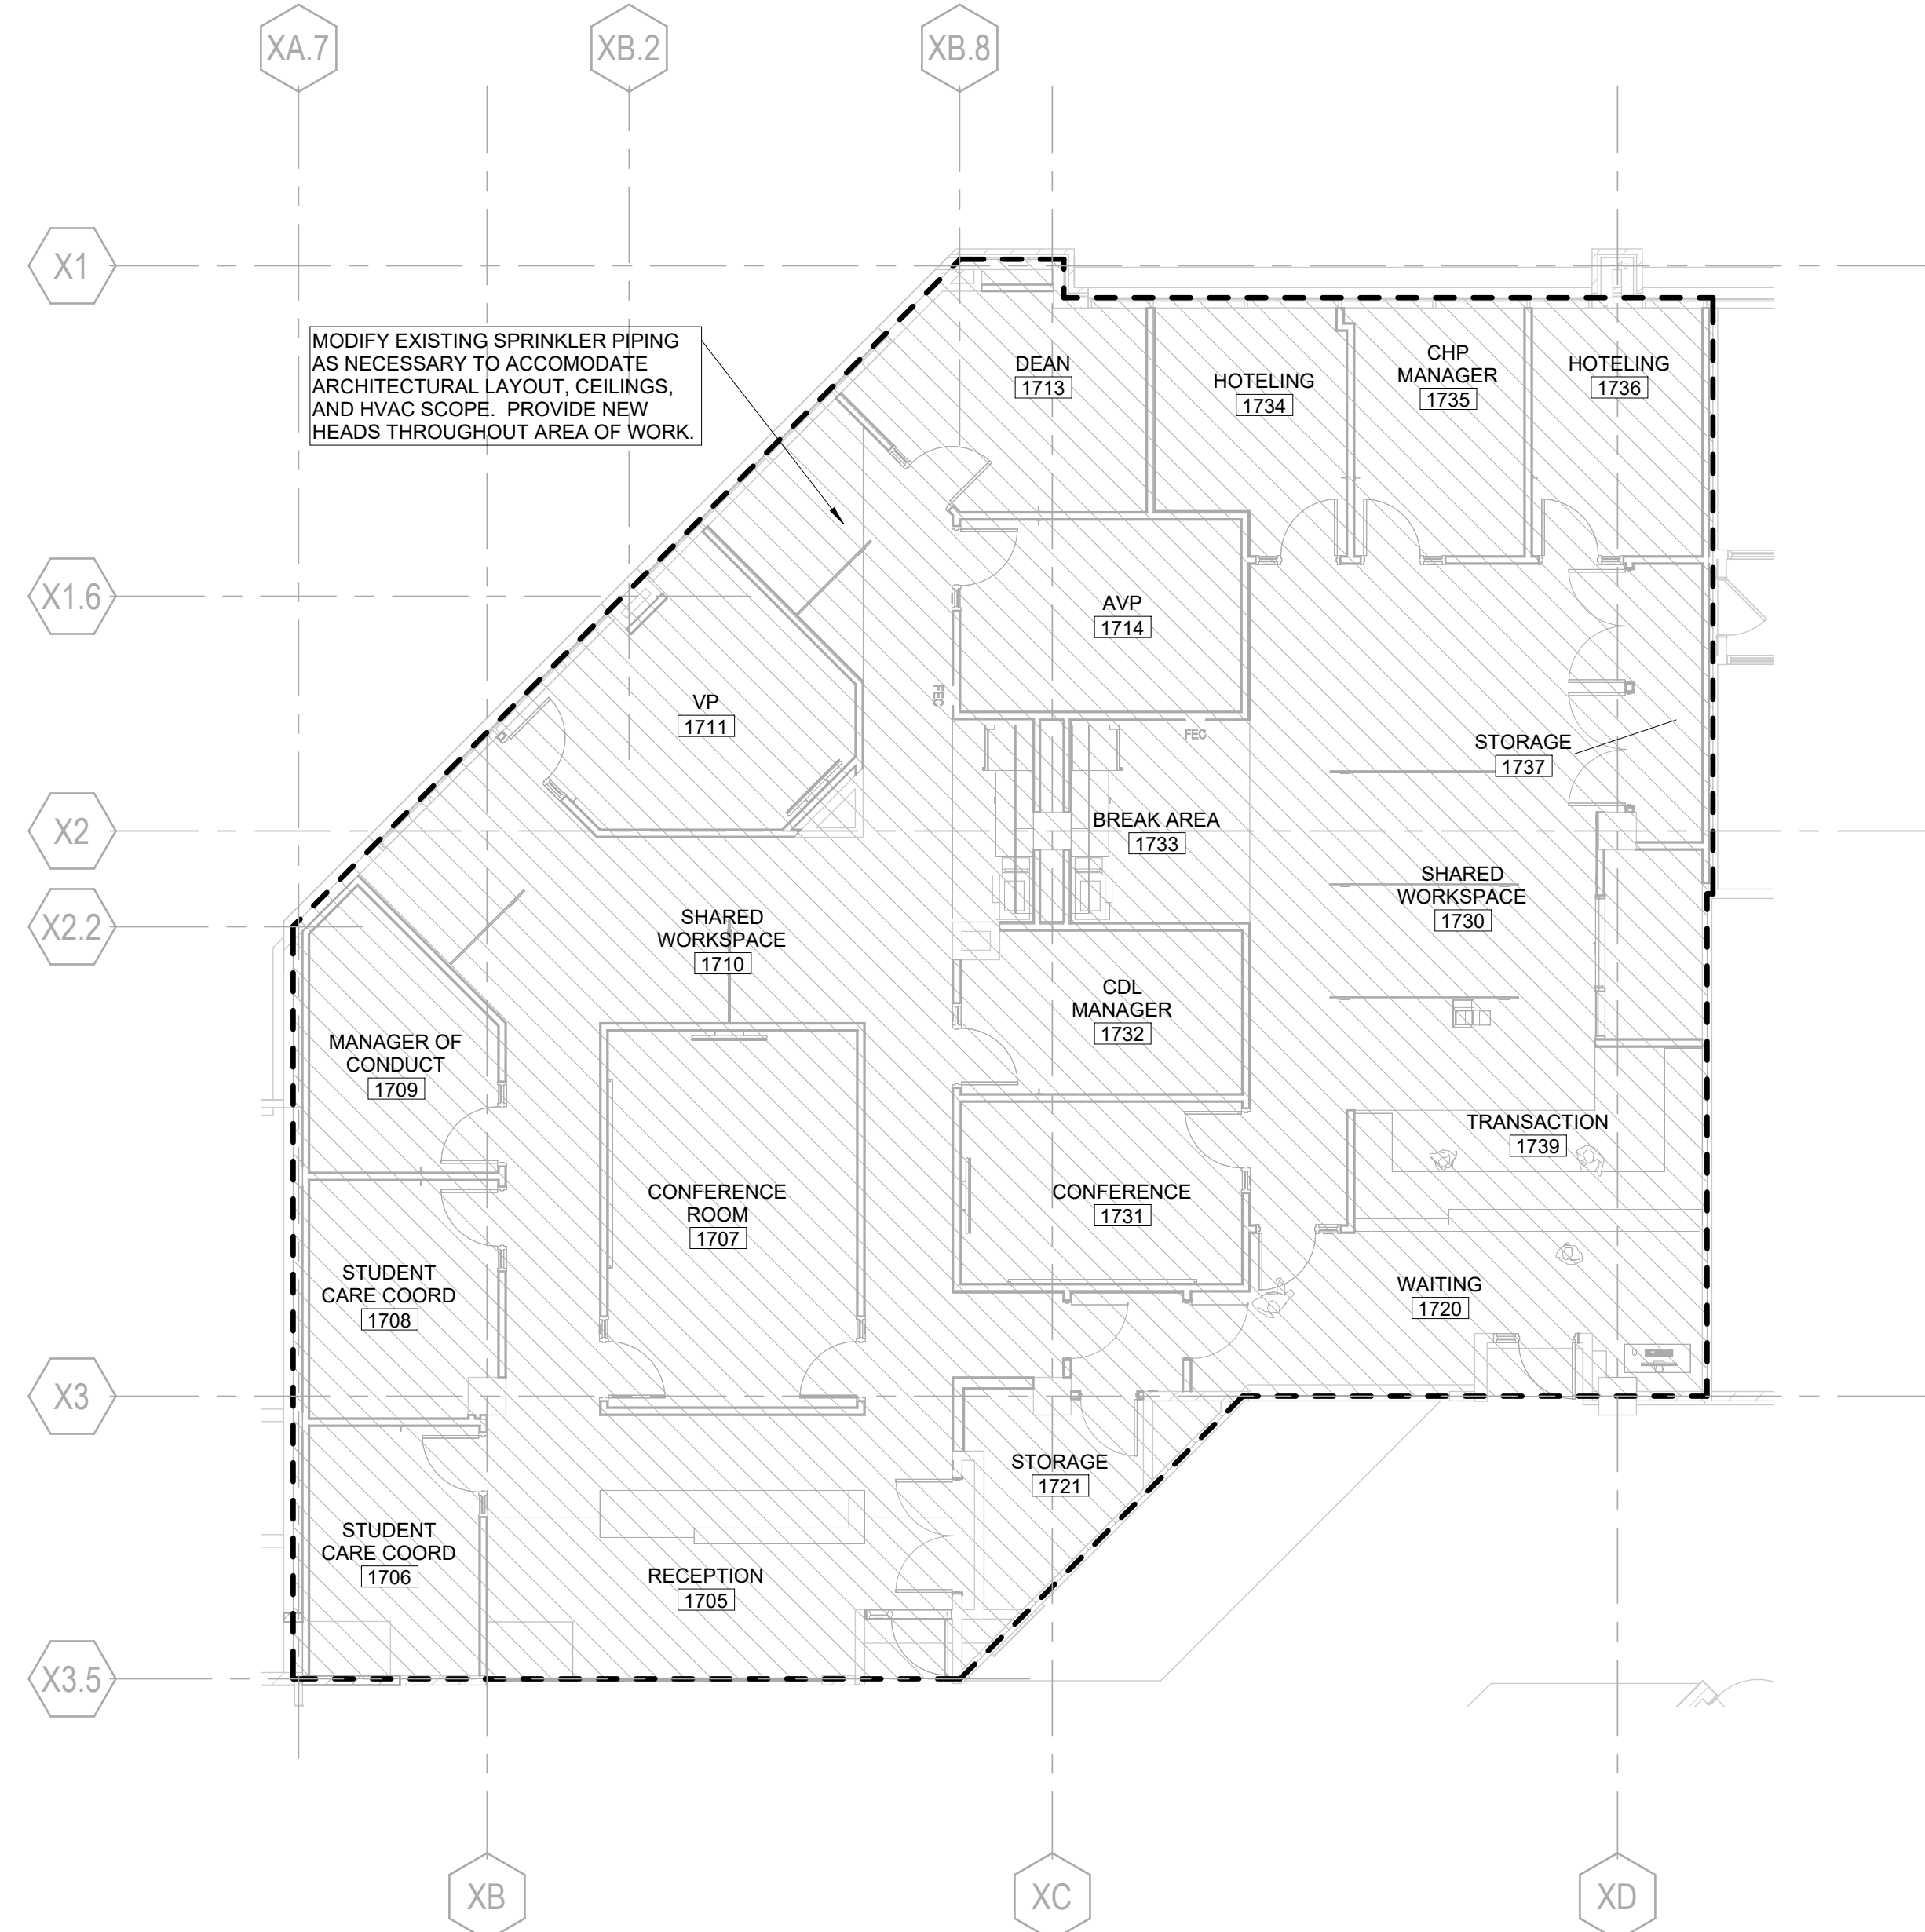 XA.7
XB.2
XB.8
X1
MODIFY EXISTING SPRINKLER PIPING
AS NECESSARY TO ACCOMODATE
ARCHITECTURAL LAYOUT, CEILINGS,
AND HVAC SCOPE.  PROVIDE NEW
HEADS THROUGHOUT AREA OF WORK.
DEAN
1713
HOTELING
1734
CHP
MANAGER
1735
HOTELING
1736
X1.6
AVP
1714
VP
1711
FEC
FEC
STORAGE
1737
X2
BREAK AREA
1733
SHARED
WORKSPACE
1730
X2.2
SHARED
WORKSPACE
1710
CDL
MANAGER
1732
MANAGER OF
CONDUCT
1709
TRANSACTION
1739
CONFERENCE
ROOM
1707
CONFERENCE
1731
STUDENT
CARE COORD
1708
WAITING
1720
X3
STORAGE
1721
STUDENT
CARE COORD
1706
RECEPTION
1705
X3.5
XB
XC
XD